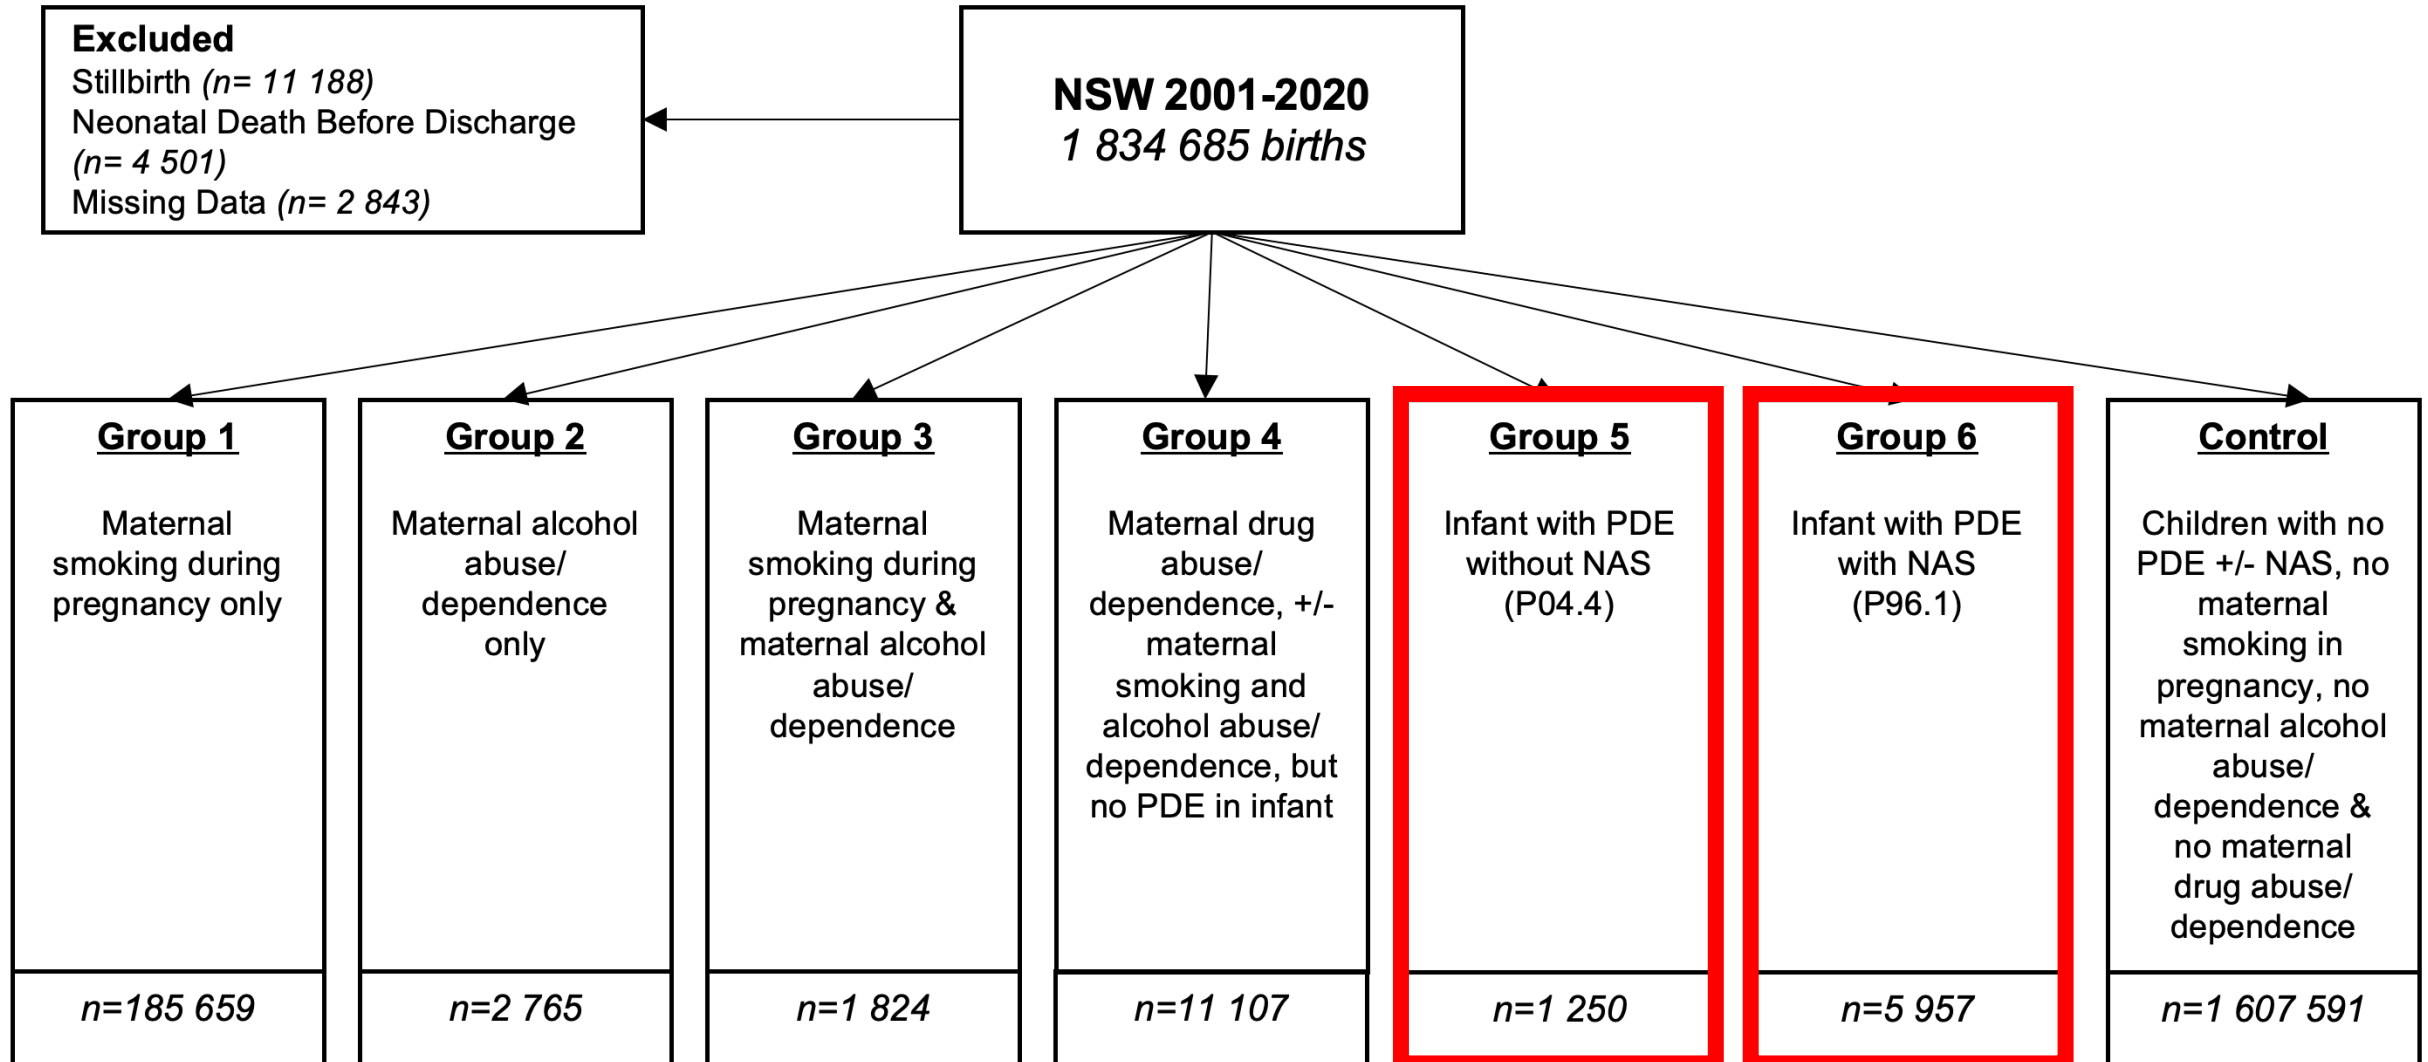 Excluded
Stillbirth (n= 11 188)
Neonatal Death Before Discharge
(n= 4 501)
Missing Data (n= 2 843)
NSW 2001-2020
1 834 685 births
Group 1
Maternal
smoking during
pregnancy only
n=185 659
Group 2
Maternal alcohol
abuse/
dependence
only
n=2 765
Group 3
Maternal
smoking during
pregnancy &
maternal alcohol
abuse/
dependence
n=1 824
Group 4
Maternal drug
abuse/
dependence, +/-
maternal
smoking and
alcohol abuse/
dependence, but
no PDE in infant
n=11 107
Group 5
Infant with PDE
without NAS
(P04.4)
n=1 250
Group 6
Infant with PDE
with NAS
(P96.1)
n=5 957
Control
Children with no
PDE +/- NAS, no
maternal
smoking in
pregnancy, no
maternal alcohol
abuse/
dependence &
no maternal
drug abuse/
dependence
n=1 607 591